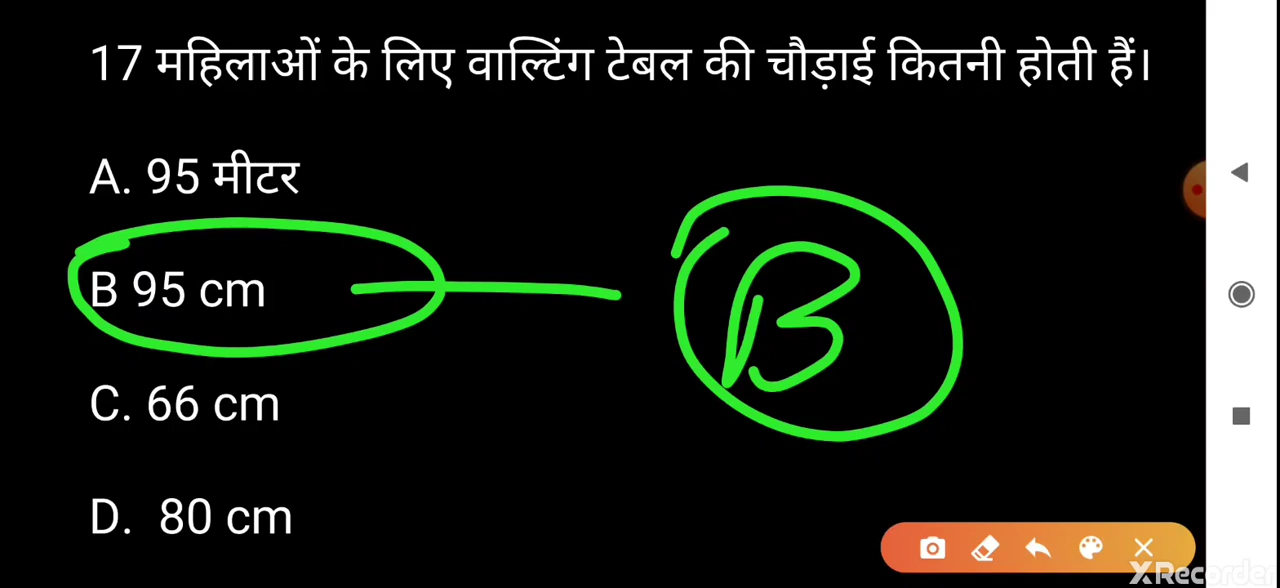 17 महिलाओं के लिए वाल्टिंग टेबल की चौड़ाई कितनी होती हैं।
A. 95 मीटर
B 95 cm
B
C. 66 cm
D. 80 cm
XRecorder